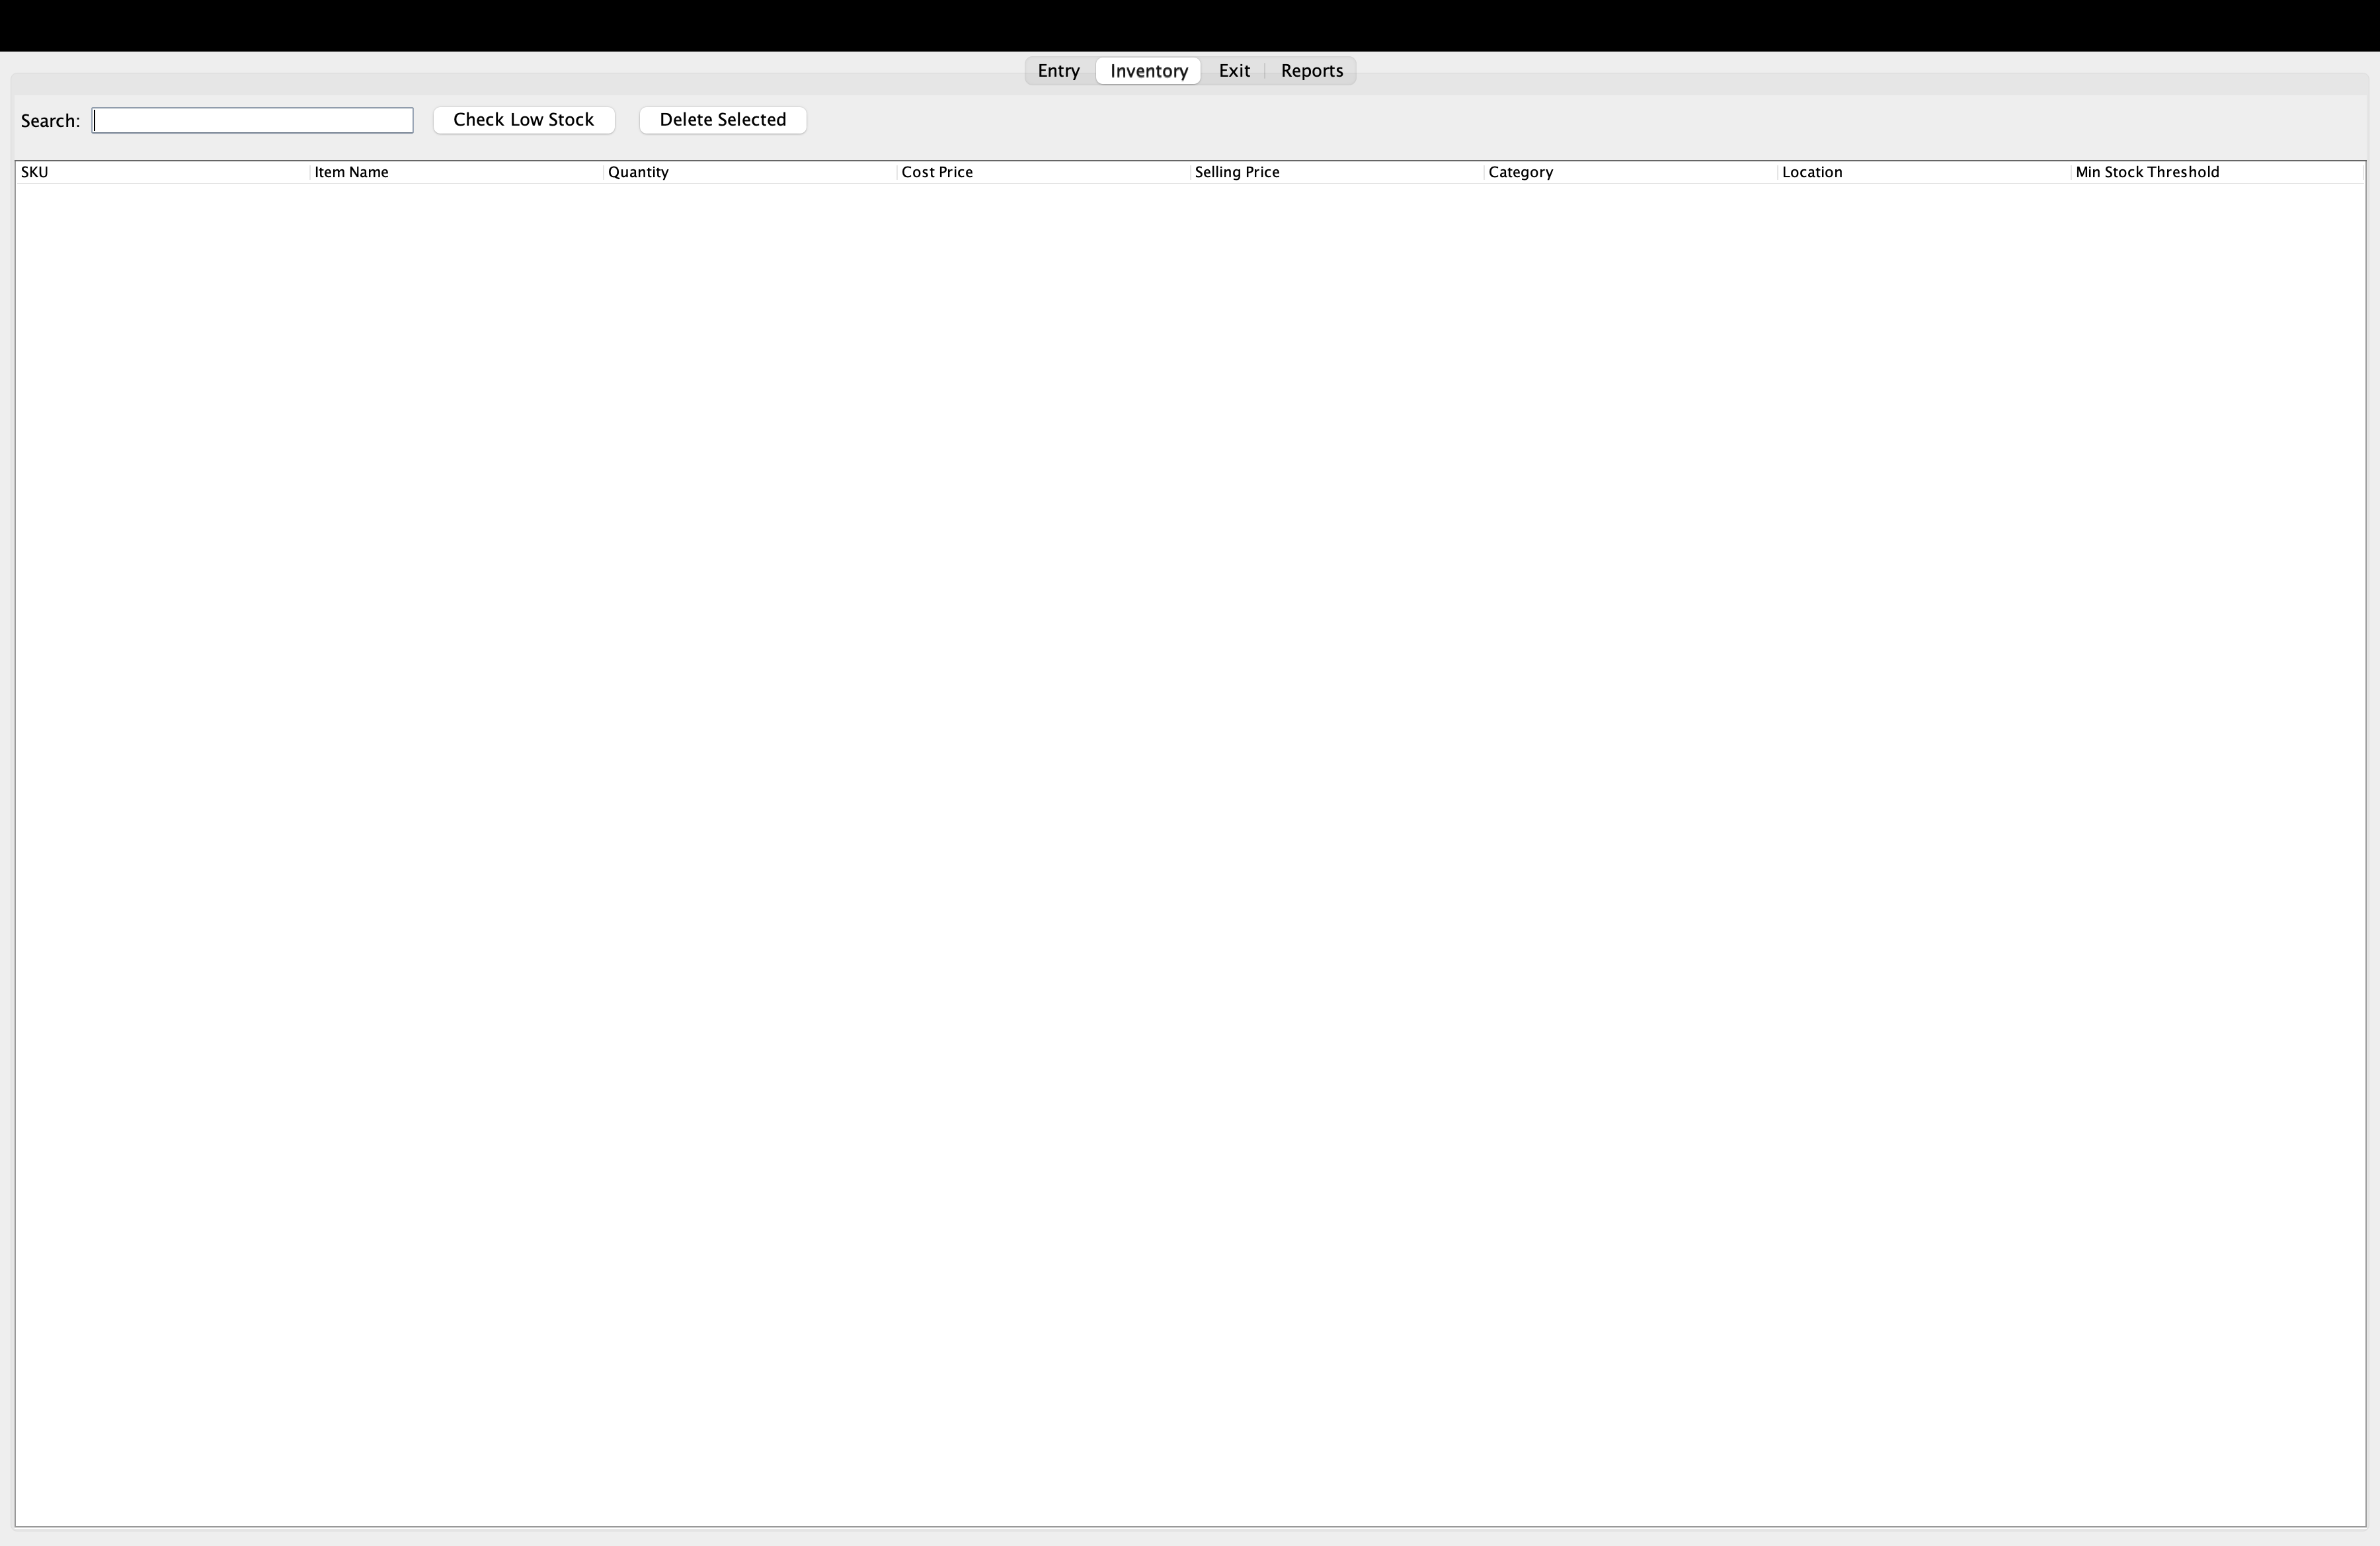 Entry Inventory Exit Reports
Search: Check Low Stock Delete Selected
SKU Item Name Quantity Cost Price Selling Price Category Location Min Stock Threshold